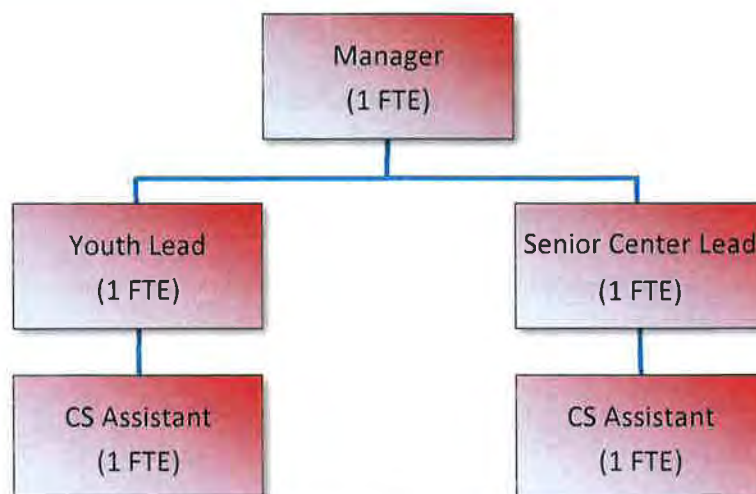 Manager
(1 FTE)
Youth Lead
(1 FTE)
Senior Center Lead
(1 FTE)
CS Assistant
(1 FTE)
CS Assistant
(1 FTE)